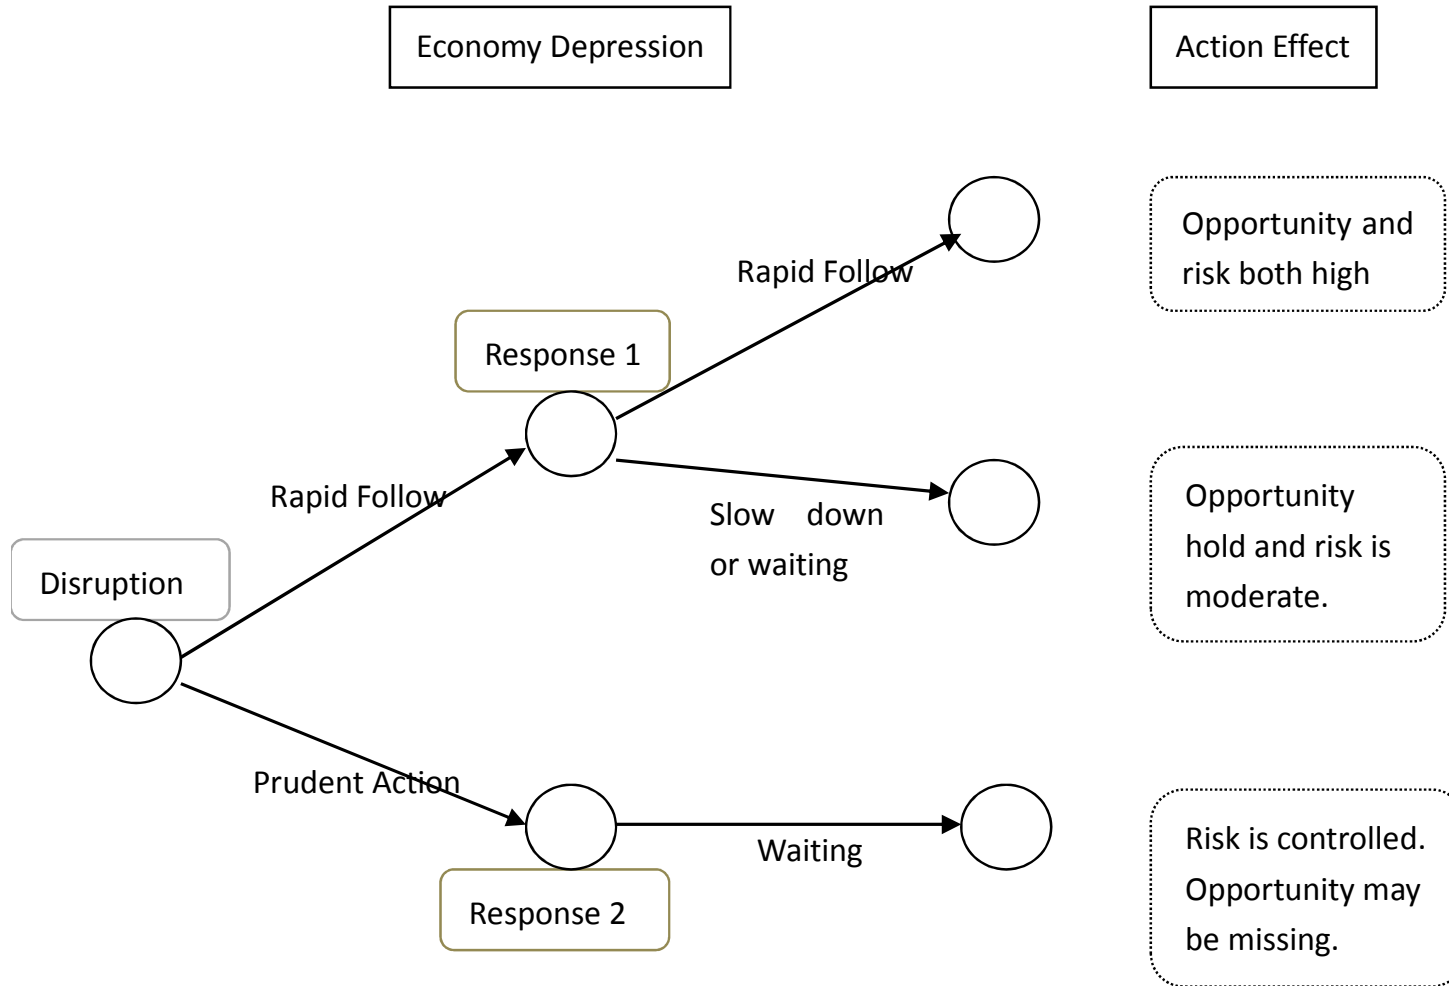 Economy Depression
Action Effect
Opportunity and
risk both high
Rapid Follow
Response 1
Rapid Follow
Slow down
or waiting
Opportunity
hold and risk is
moderate.
Disruption
Prudent Action
Waiting
Response 2
Risk is controlled.
Opportunity may
be missing.